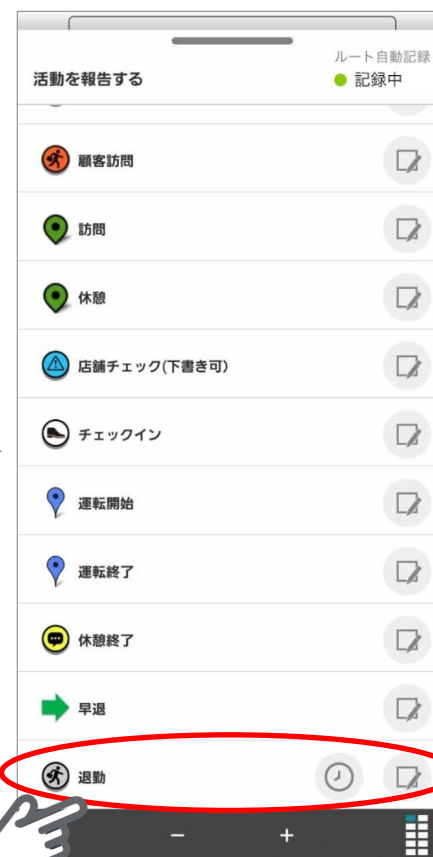 ルート自動記録
活動を報告する
記録中
顧客訪問
訪問
休憩
店舗チェック(下書き可)
チェックイン
運転開始
運転終了
休憩終了
早退
退勤
− +